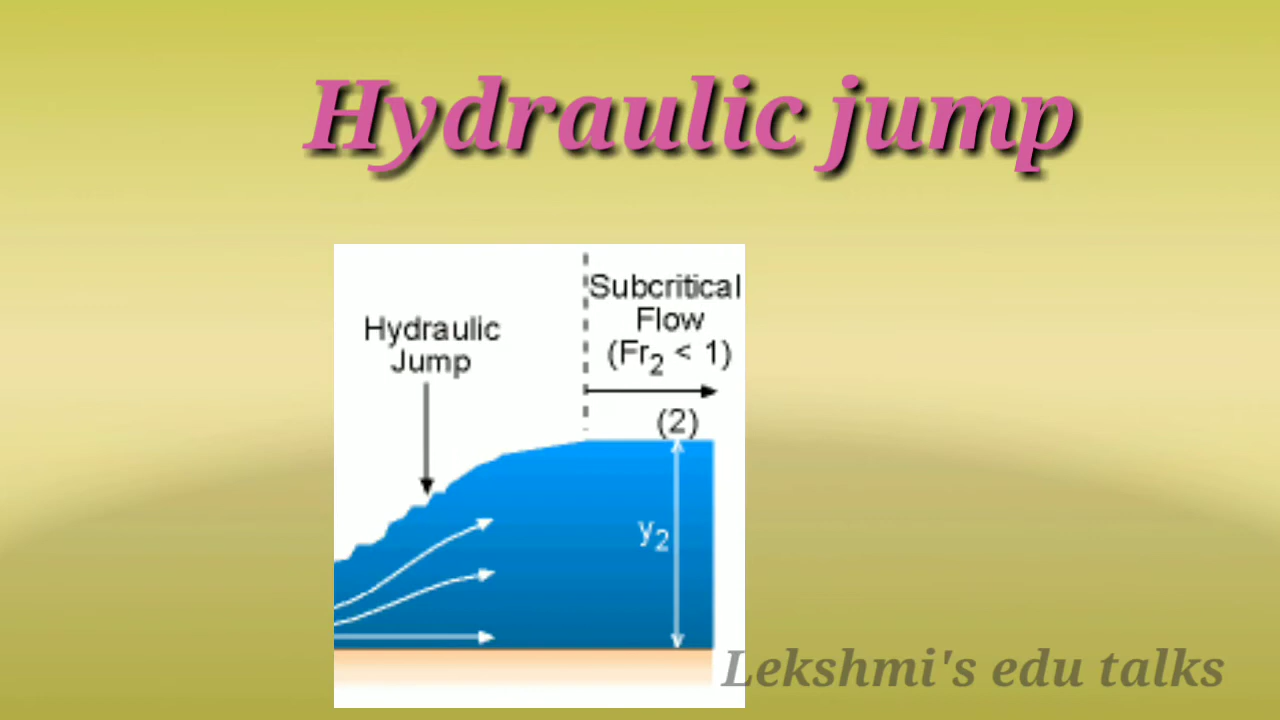 Hydraulic jump
Hydraulic
Jump
Subcritical
Flow
(Fr₂ < 1)
(2)
y₂
Lekshmi's edu talks